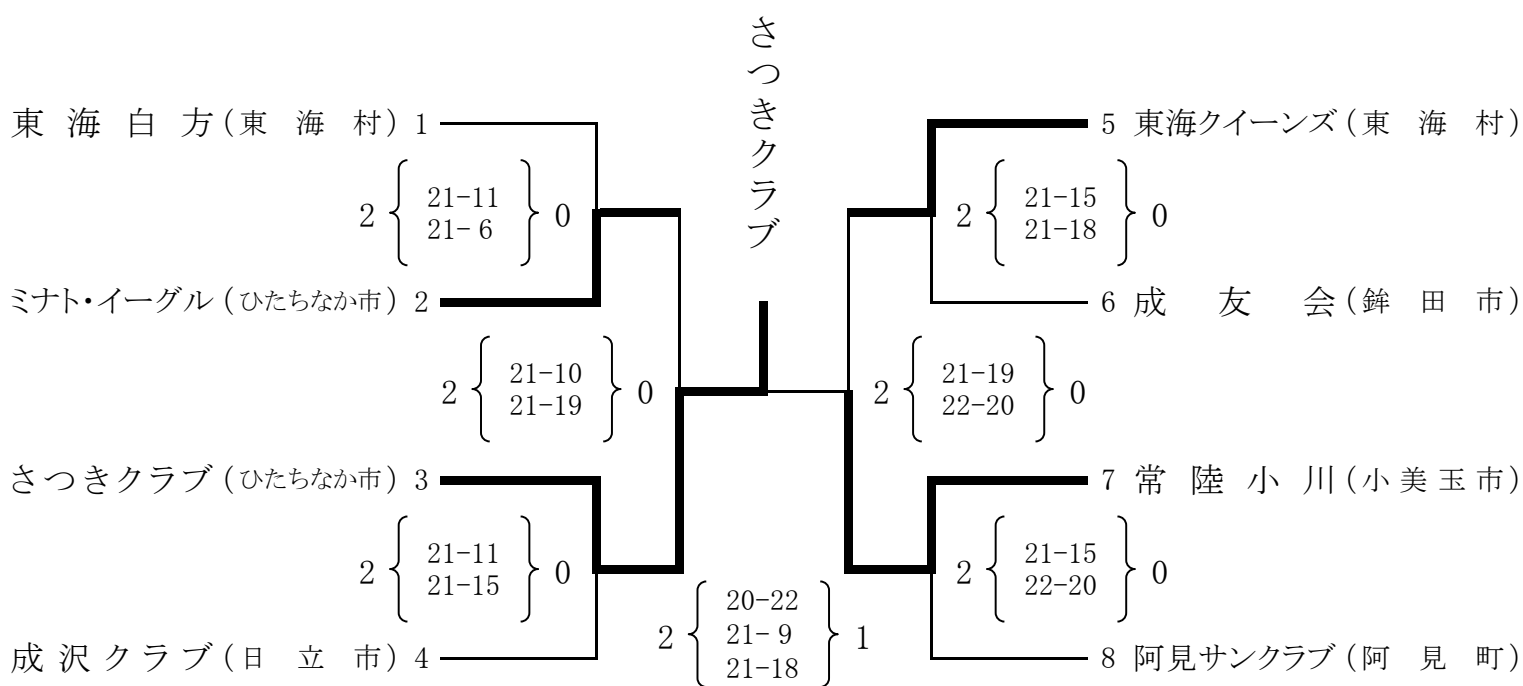 さつきクラブ
東海白方(東海村) 1
2 { 21-11 21- 6 } 0
ミナト・イーグル(ひたちなか市) 2
2 { 21-10 21-19 } 0
さつきクラブ(ひたちなか市) 3
2 { 21-11 21-15 } 0
成沢クラブ(日立市) 4
2 { 20-22 21- 9 21-18 } 1
5 東海クイーンズ(東海村)
2 { 21-15 21-18 } 0
6 成友会(鉾田市)
2 { 21-19 22-20 } 0
7 常陸小川(小美玉市)
2 { 21-15 22-20 } 0
8 阿見サンクラブ(阿見町)